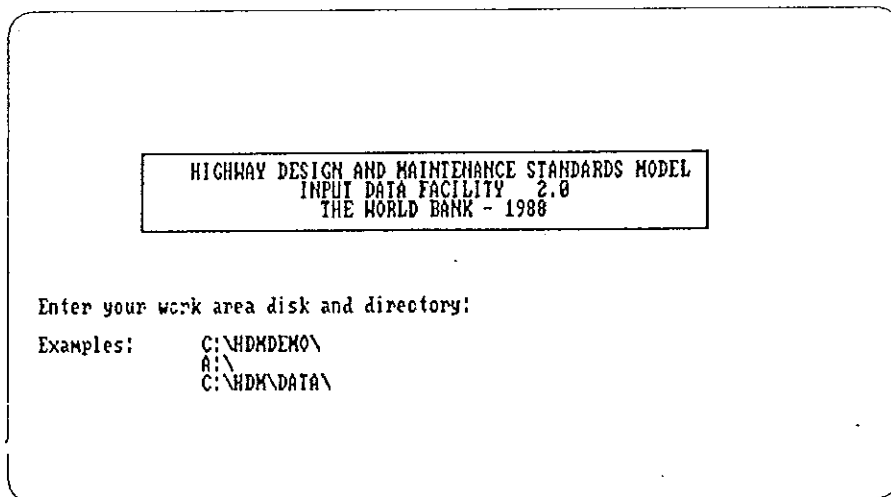 HIGHWAY DESIGN AND MAINTENANCE STANDARDS MODEL
INPUT DATA FACILITY 2.0
THE WORLD BANK - 1988
Enter your work area disk and directory:
Examples: C:\HDMDEMO\
A:\
C:\HDM\DATA\